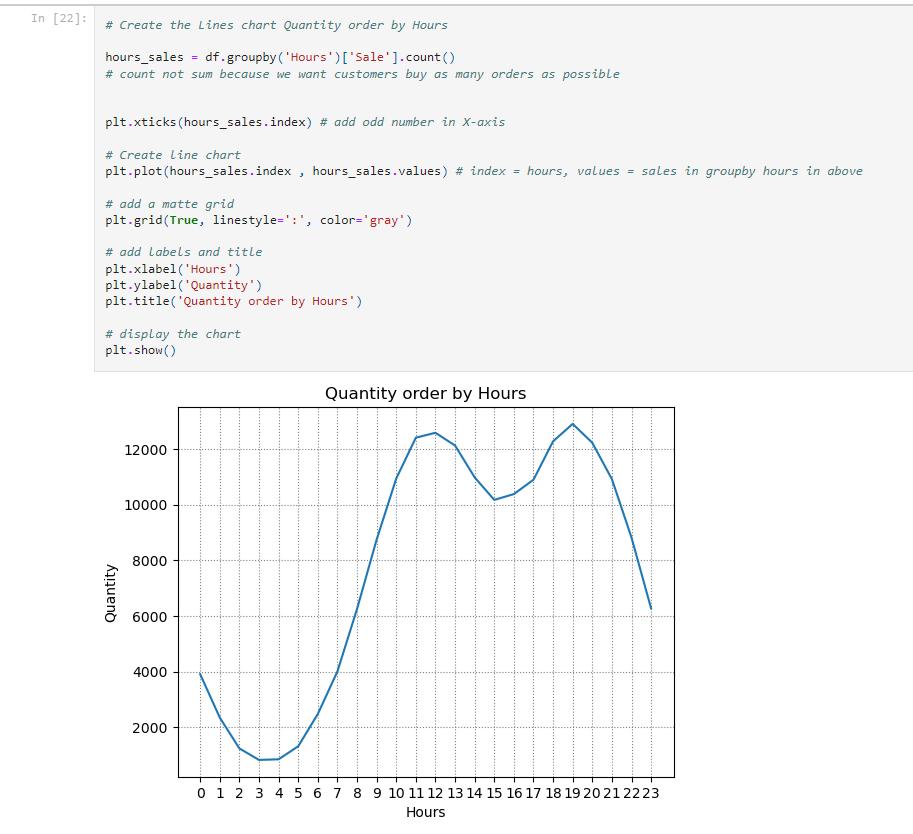 In [22]:
# Create the Lines chart Quantity order by Hours
hours_sales = df.groupby('Hours')['Sale'].count()
# count not sum because we want customers buy as many orders as possible
plt.xticks(hours_sales.index) # add odd number in X-axis
# Create line chart
plt.plot(hours_sales.index , hours_sales.values) # index = hours, values = sales in groupby hours in above
# add a matte grid
plt.grid(True, linestyle=':', color='gray')
# add labels and title
plt.xlabel('Hours')
plt.ylabel('Quantity')
plt.title('Quantity order by Hours')
# display the chart
plt.show()
Quantity order by Hours
12000
10000
8000
6000
4000
2000
Quantity
0 1 2 3 4 5 6 7 8 9 10 11 12 13 14 15 16 17 18 19 20 21 22 23
Hours